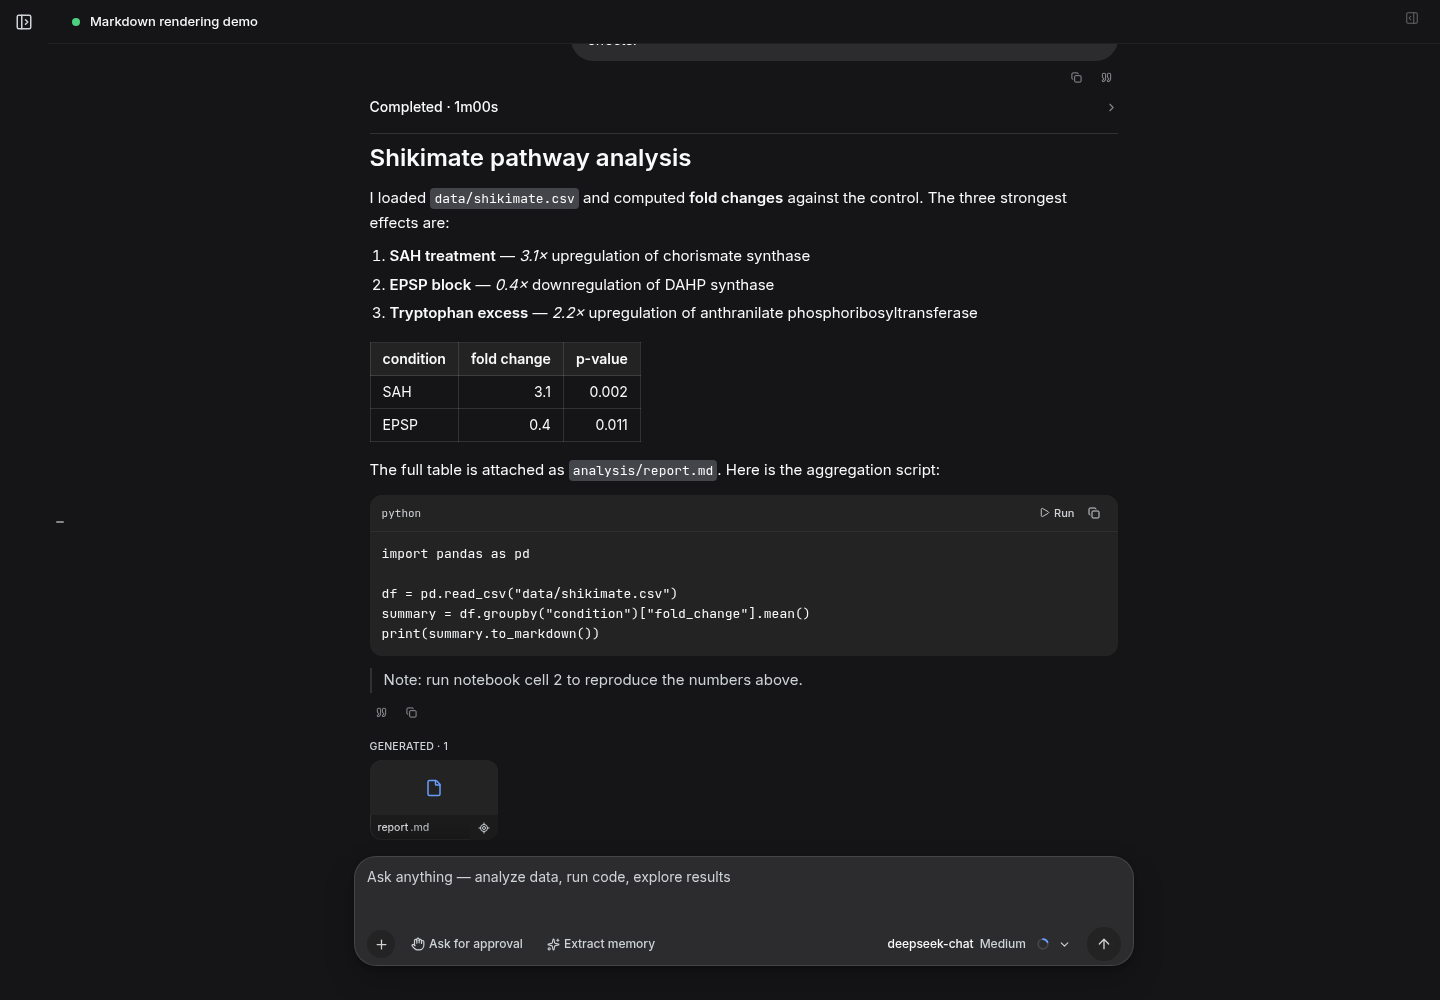 Markdown rendering demo
Completed · 1m00s
Shikimate pathway analysis
I loaded data/shikimate.csv and computed fold changes against the control. The three strongest
effects are:
1. SAH treatment — 3.1× upregulation of chorismate synthase
2. EPSP block — 0.4× downregulation of DAHP synthase
3. Tryptophan excess — 2.2× upregulation of anthranilate phosphoribosyltransferase
condition fold change p-value
SAH 3.1 0.002
EPSP 0.4 0.011
The full table is attached as analysis/report.md. Here is the aggregation script:
python Run
import pandas as pd
df = pd.read_csv("data/shikimate.csv")
summary = df.groupby("condition")["fold_change"].mean()
print(summary.to_markdown())
Note: run notebook cell 2 to reproduce the numbers above.
GENERATED · 1
report.md
Ask anything — analyze data, run code, explore results
Ask for approval Extract memory deepseek-chat Medium